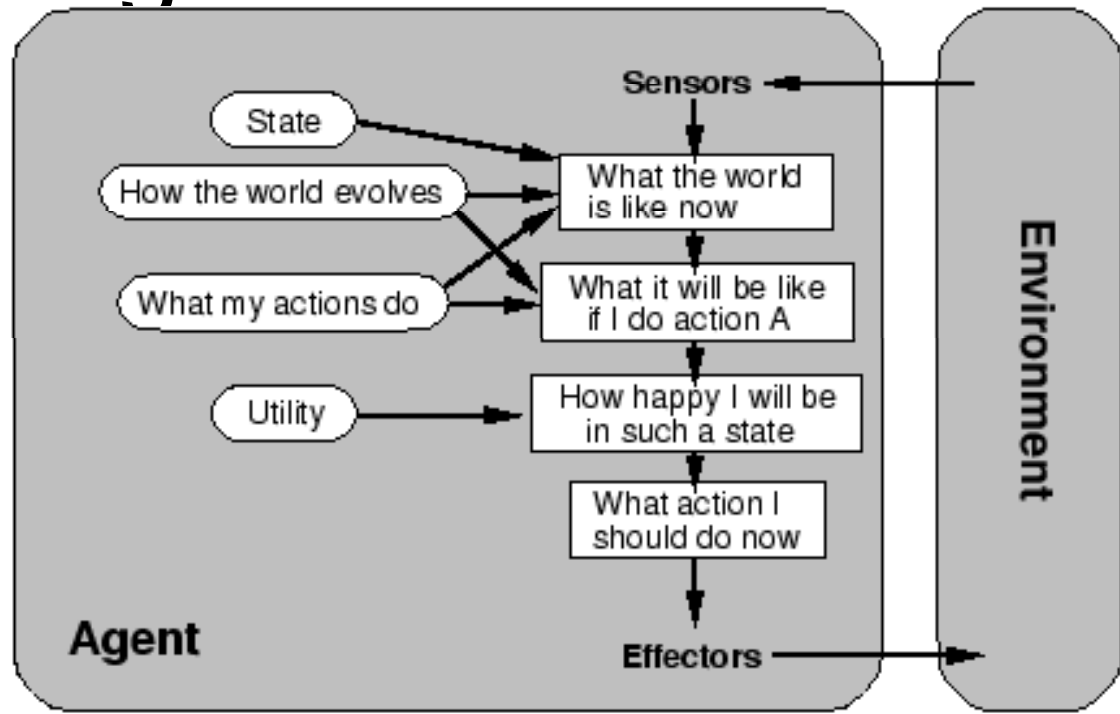 Sensors
State
What the world
is like now
How the world evolves
What it will be like
if I do action A
What my actions do
How happy I will be
in such a state
Utility
What action I
should do now
Agent
Effectors
Environment